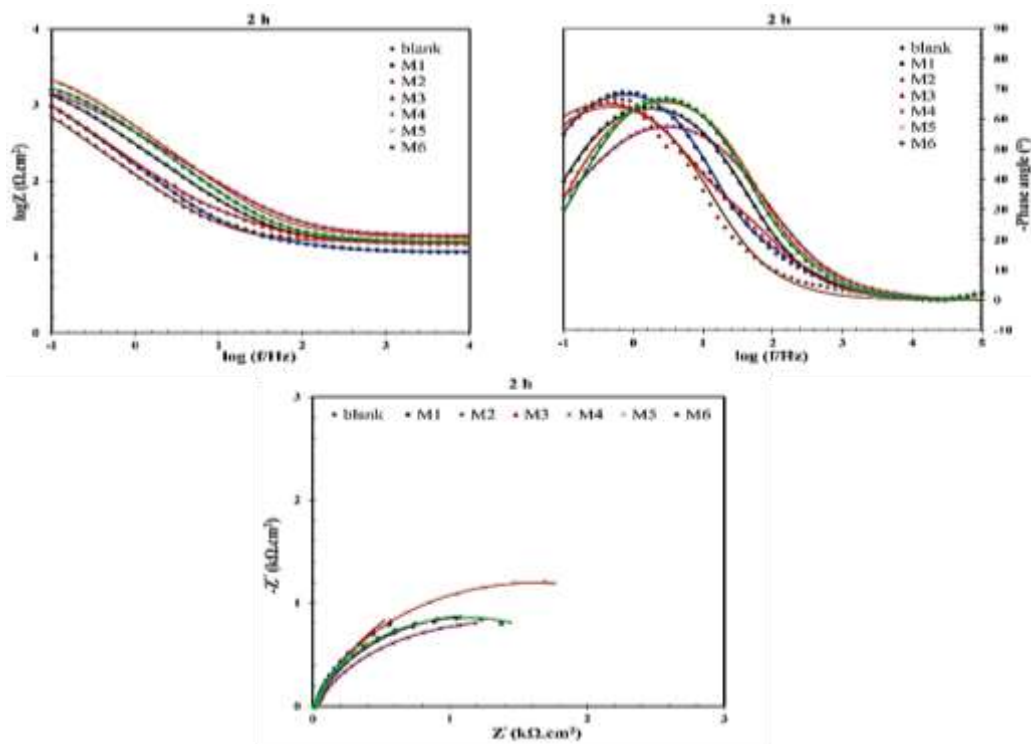 2 h
4
3
2
1
0
logZ (Ω.cm²)
-1 0 1 2 3 4
log (f/Hz)
blank
M1
M2
M3
M4
M5
M6
2 h
90
80
70
60
50
40
30
20
10
0
-10
-Phase angle (°)
-1 0 1 2 3 4 5
log (f/Hz)
blank
M1
M2
M3
M4
M5
M6
2 h
blank M1 M2 M3 M4 M5 M6
3
2
1
0
-Z″ (kΩ.cm²)
0 1 2 3
Z′ (kΩ.cm²)